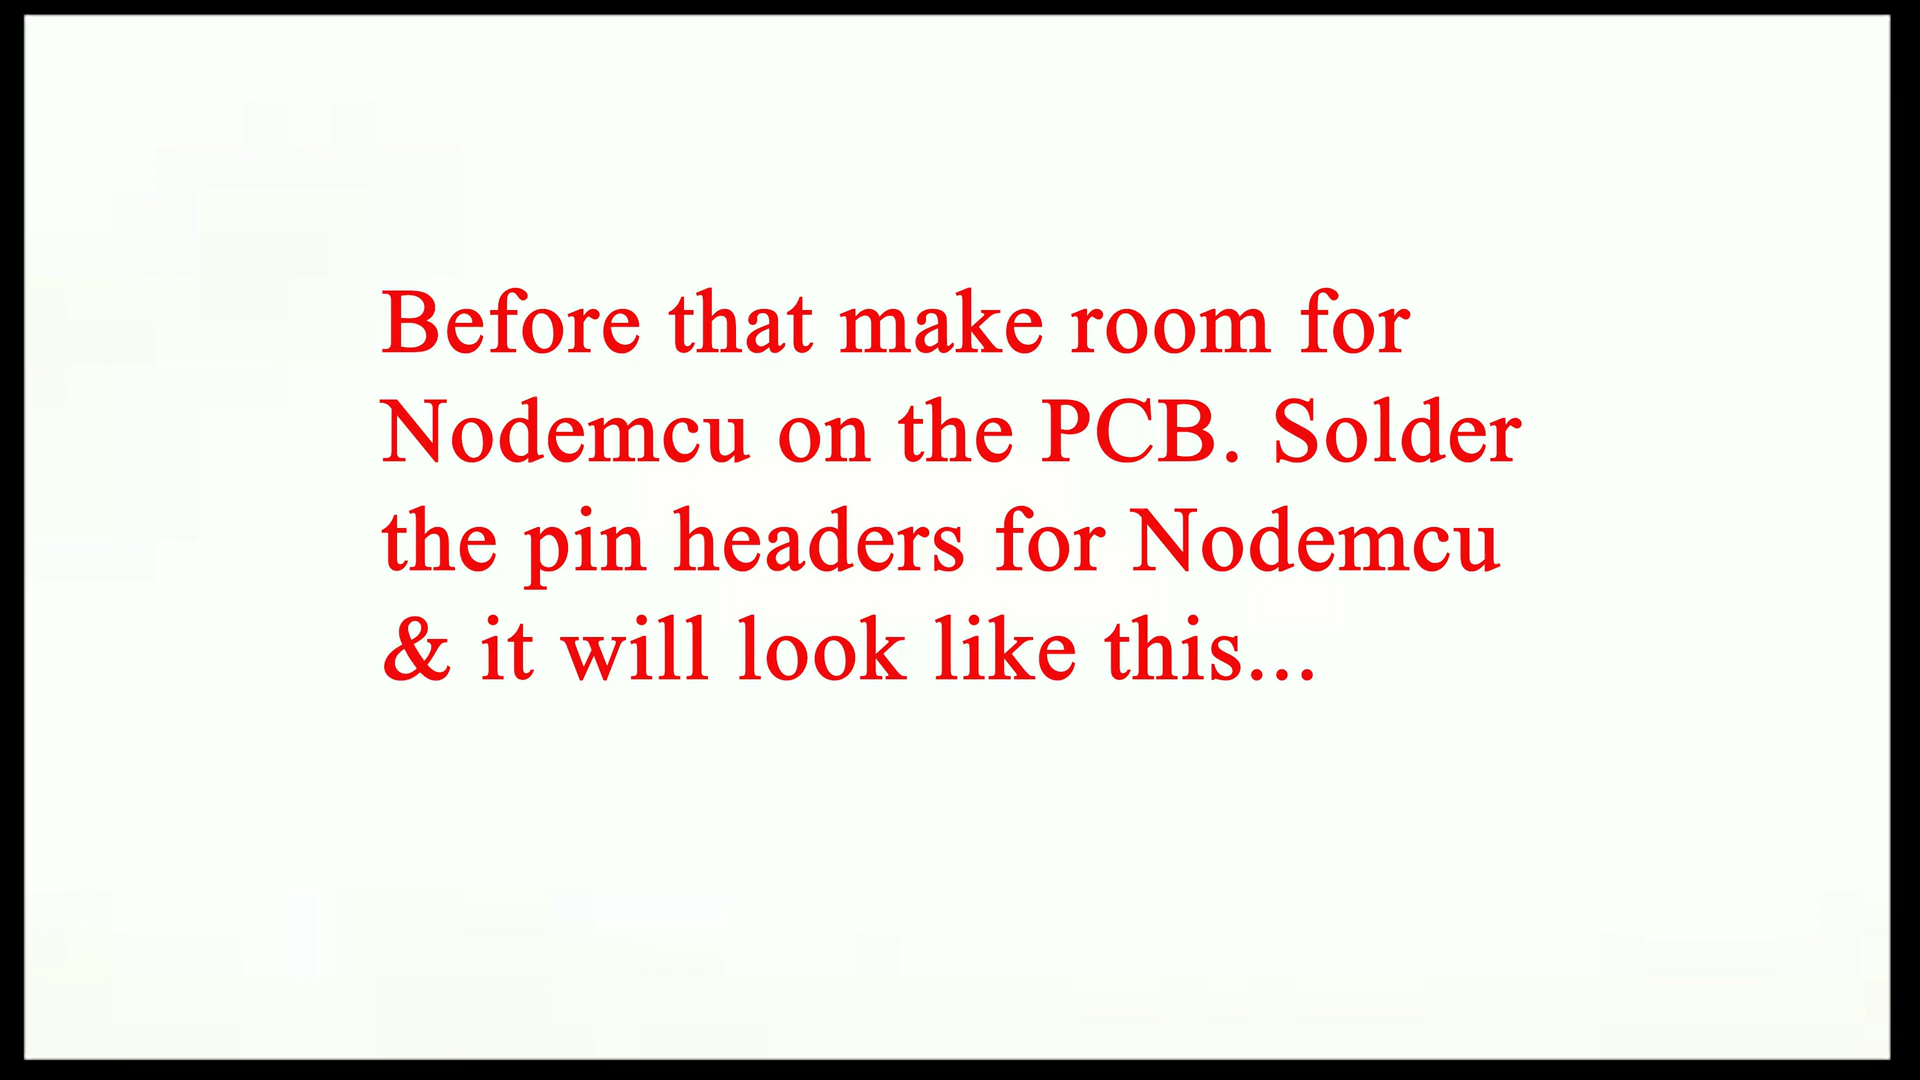 Before that make room for
Nodemcu on the PCB. Solder
the pin headers for Nodemcu
& it will look like this...